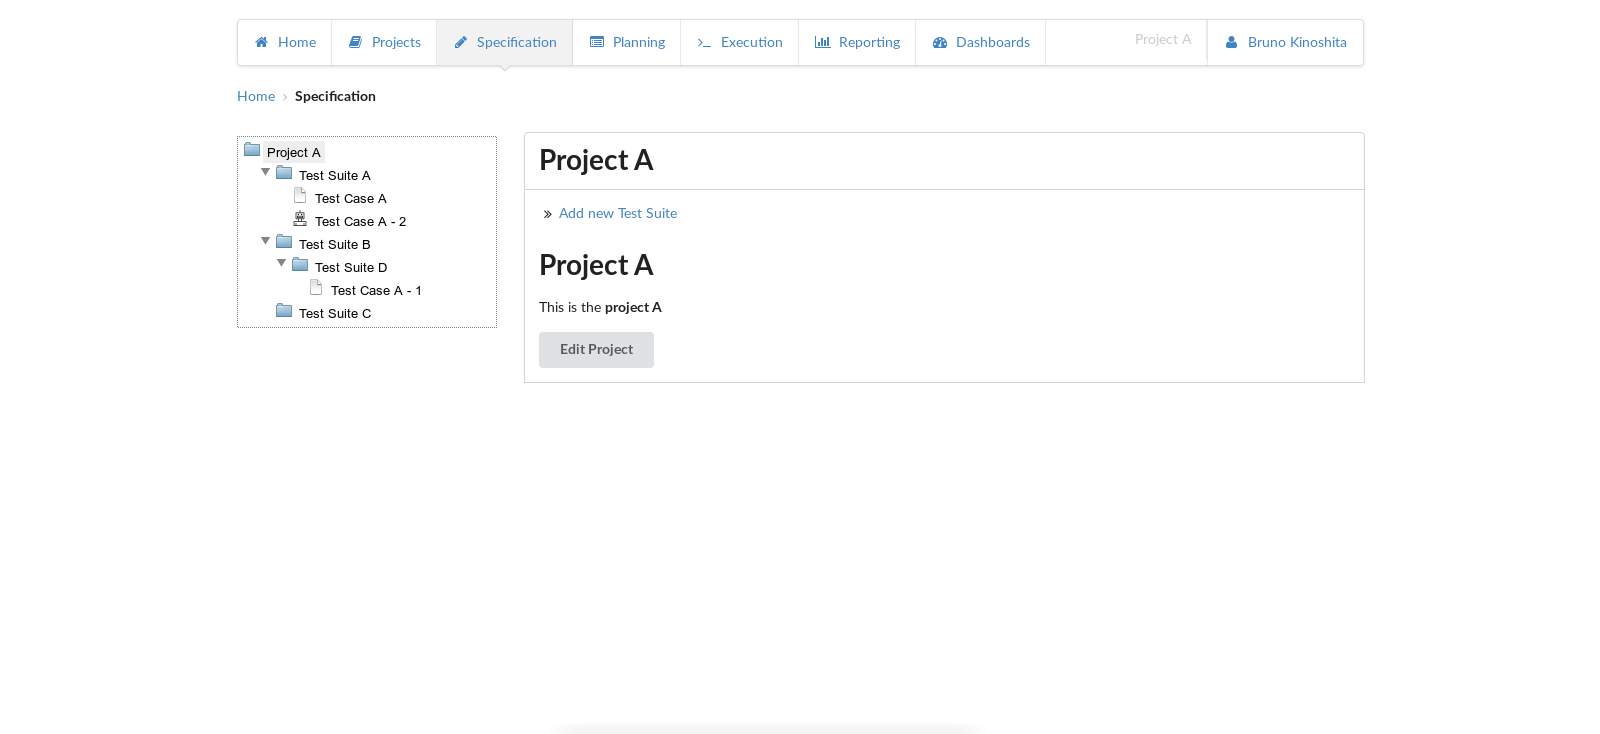 Home Projects Specification Planning Execution Reporting Dashboards Project A Bruno Kinoshita
Home Specification
Project A
Test Suite A
Test Case A
Test Case A - 2
Test Suite B
Test Suite D
Test Case A - 1
Test Suite C
Project A
Add new Test Suite
Project A
This is the project A
Edit Project